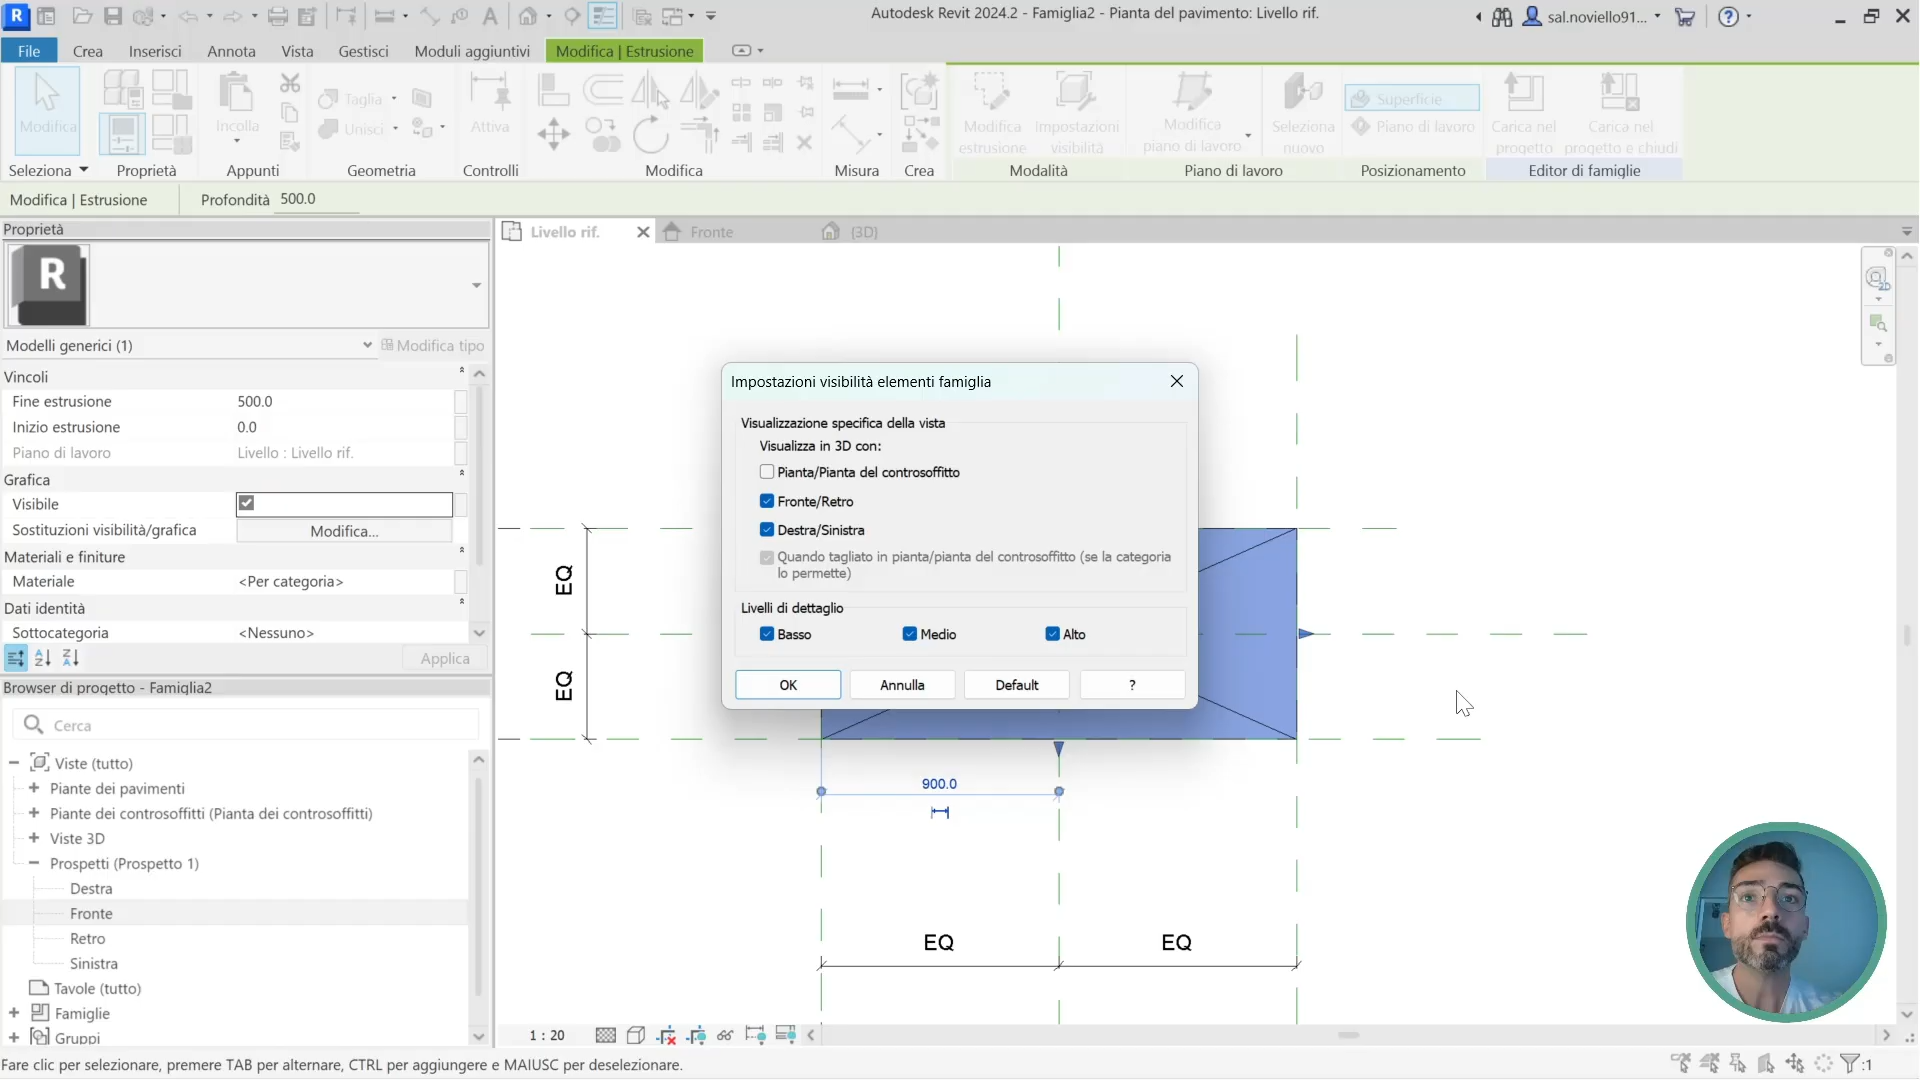 Autodesk Revit 2024.2 - Famiglia2 - Pianta del pavimento: Livello rif.
sal.noviello91...
File Crea Inserisci Annota Vista Gestisci Moduli aggiuntivi Modifica | Estrusione
Modifica
Incolla
Taglia
Unisci
Attiva
Modifica
estrusione
Impostazioni
visibilità
Modifica
piano di lavoro
Seleziona
nuovo
Superficie
Piano di lavoro
Carica nel
progetto
Carica nel
progetto e chiudi
Seleziona Proprietà Appunti Geometria Controlli Modifica Misura Crea Modalità Piano di lavoro Posizionamento Editor di famiglie
Modifica | Estrusione Profondità 500.0
Proprietà
R
Modelli generici (1) Modifica tipo
Vincoli
Fine estrusione 500.0
Inizio estrusione 0.0
Piano di lavoro Livello : Livello rif.
Grafica
Visibile
Sostituzioni visibilità/grafica Modifica...
Materiali e finiture
Materiale <Per categoria>
Dati identità
Sottocategoria <Nessuno>
Applica
Browser di progetto - Famiglia2
Cerca
Viste (tutto)
Piante dei pavimenti
Piante dei controsoffitti (Pianta dei controsoffitti)
Viste 3D
Prospetti (Prospetto 1)
Destra
Fronte
Retro
Sinistra
Tavole (tutto)
Famiglie
Gruppi
Livello rif. Fronte (3D)
Impostazioni visibilità elementi famiglia
Visualizzazione specifica della vista
Visualizza in 3D con:
Pianta/Pianta del controsoffitto
Fronte/Retro
Destra/Sinistra
Quando tagliato in pianta/pianta del controsoffitto (se la categoria
lo permette)
Livelli di dettaglio
Basso Medio Alto
OK Annulla Default ?
EQ
EQ
900.0
EQ EQ
1 : 20
Fare clic per selezionare, premere TAB per alternare, CTRL per aggiungere e MAIUSC per deselezionare.
:1